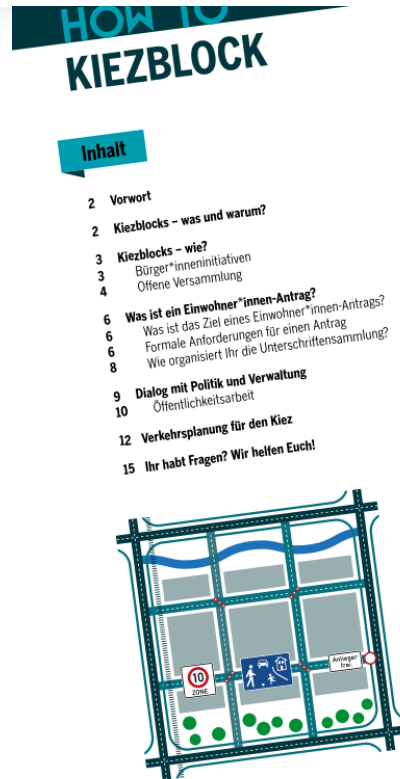 HOW TO
KIEZBLOCK
Inhalt
2 Vorwort
2 Kiezblocks – was und warum?
3 Kiezblocks – wie?
3 Bürger*inneninitiativen
4 Offene Versammlung
6 Was ist ein Einwohner*innen-Antrag?
6 Was ist das Ziel eines Einwohner*innen-Antrags?
6 Formale Anforderungen für einen Antrag
8 Wie organisiert Ihr die Unterschriftensammlung?
9 Dialog mit Politik und Verwaltung
10 Öffentlichkeitsarbeit
12 Verkehrsplanung für den Kiez
15 Ihr habt Fragen? Wir helfen Euch!
Anlieger
frei
10
ZONE